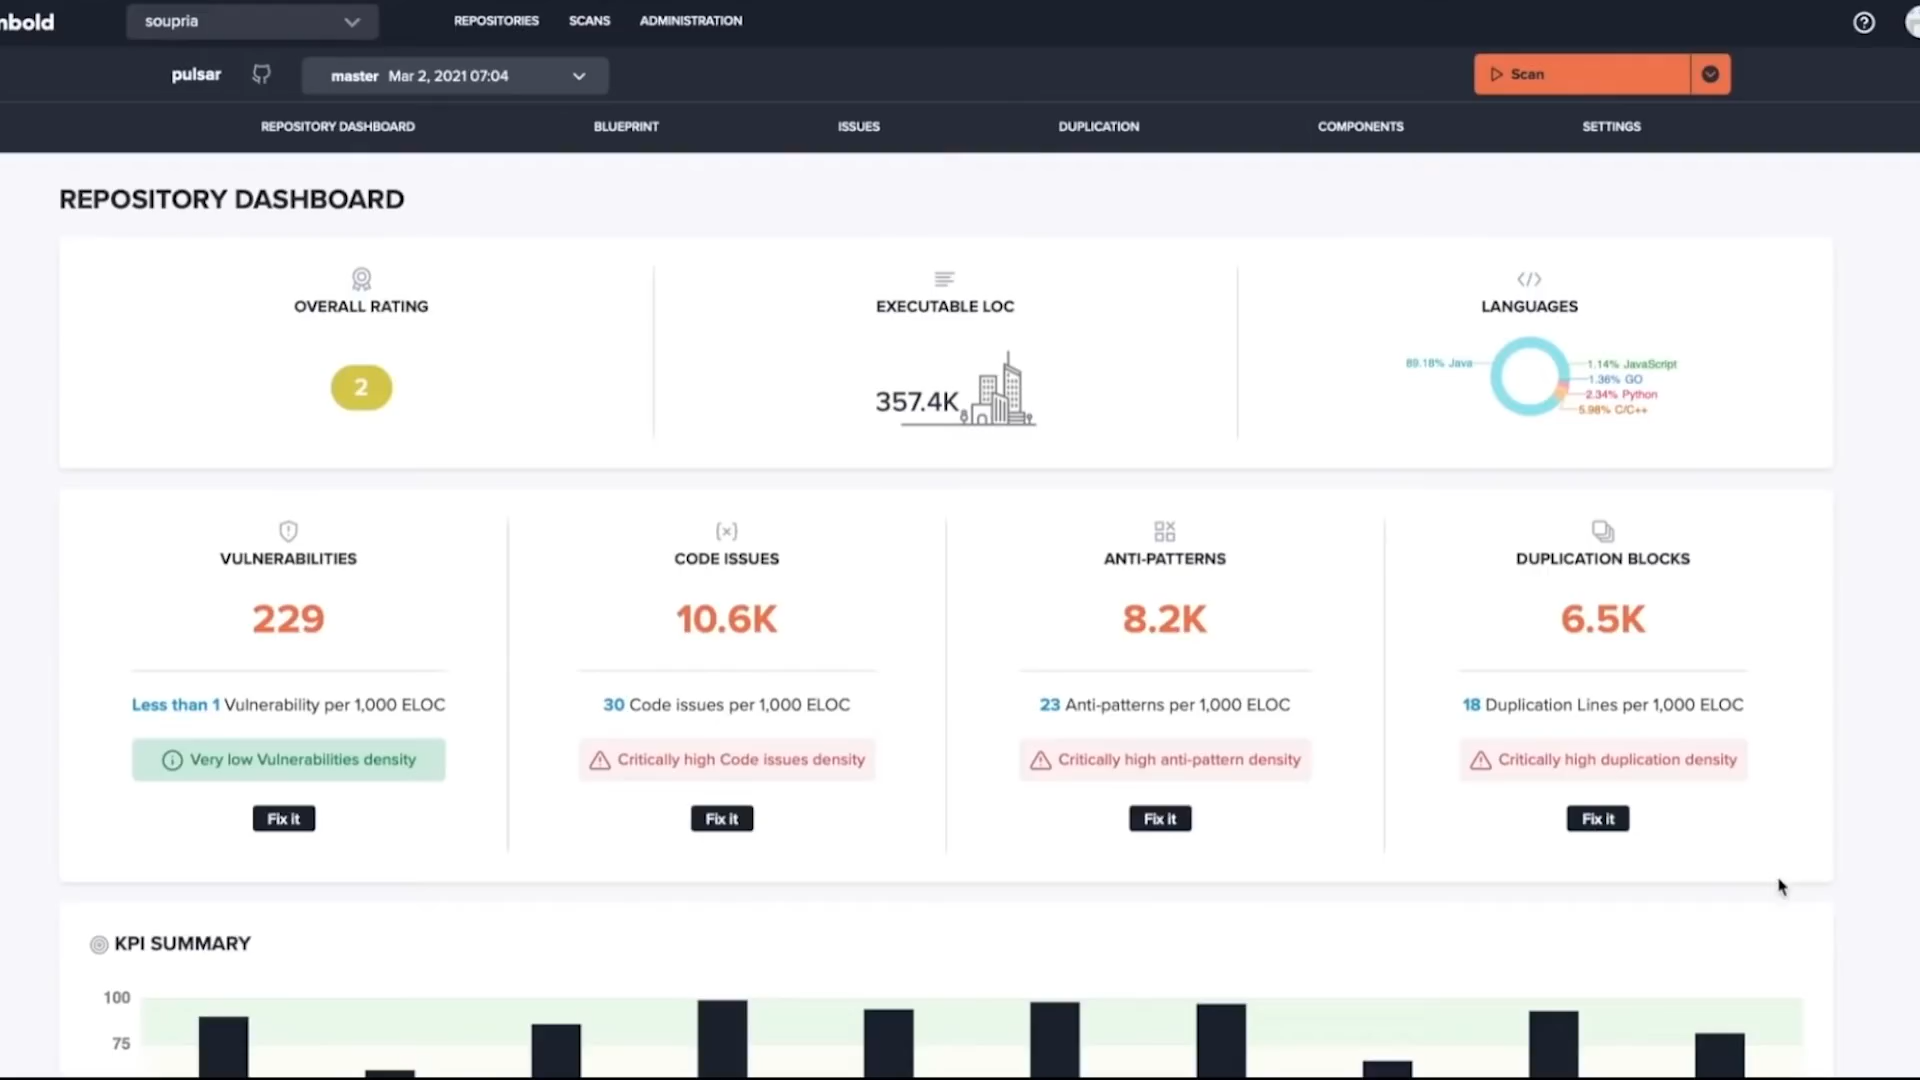 nbold
soupria
REPOSITORIES
SCANS
ADMINISTRATION
pulsar
master Mar 2, 2021 07:04
Scan
REPOSITORY DASHBOARD
BLUEPRINT
ISSUES
DUPLICATION
COMPONENTS
SETTINGS
REPOSITORY DASHBOARD
OVERALL RATING
2
EXECUTABLE LOC
357.4K
LANGUAGES
89.18% Java
1.14% JavaScript
1.36% GO
2.34% Python
5.98% C/C++
VULNERABILITIES
229
Less than 1 Vulnerability per 1,000 ELOC
Very low Vulnerabilities density
Fix it
CODE ISSUES
10.6K
30 Code issues per 1,000 ELOC
Critically high Code issues density
Fix it
ANTI-PATTERNS
8.2K
23 Anti-patterns per 1,000 ELOC
Critically high anti-pattern density
Fix it
DUPLICATION BLOCKS
6.5K
18 Duplication Lines per 1,000 ELOC
Critically high duplication density
Fix it
KPI SUMMARY
100
75